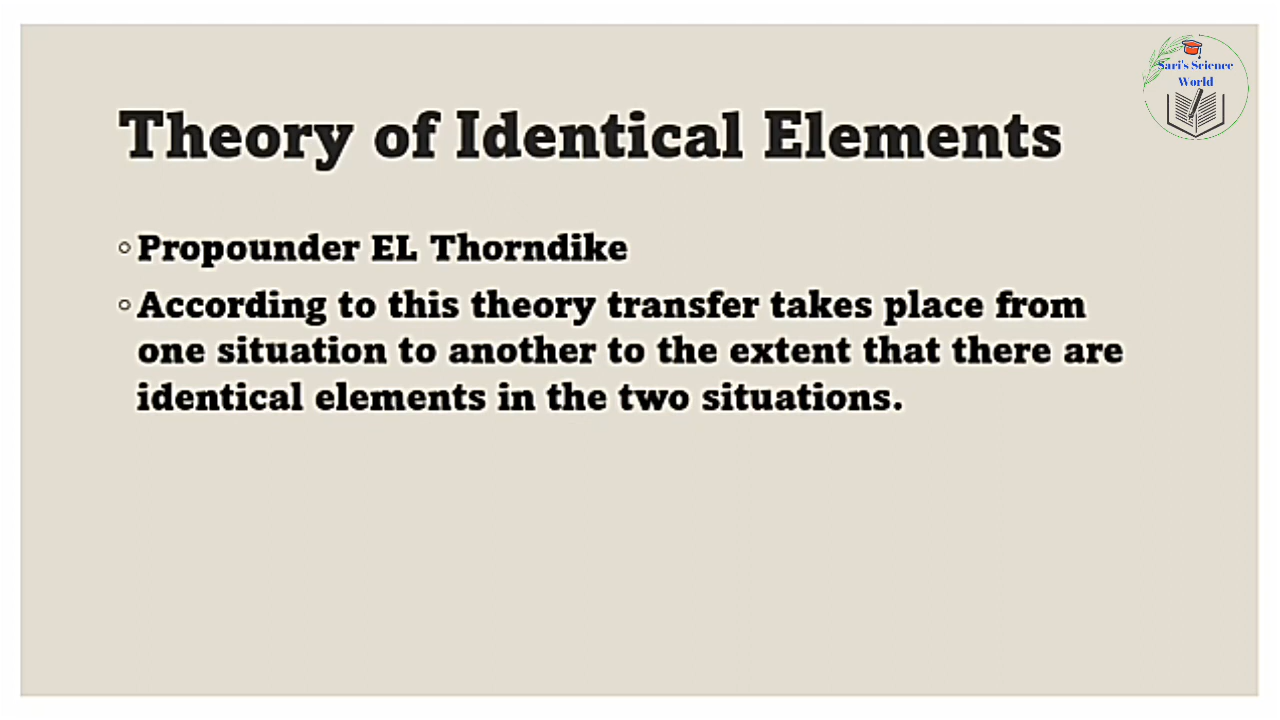 Sari's Science
World
Theory of Identical Elements
◦Propounder EL Thorndike
◦According to this theory transfer takes place from
one situation to another to the extent that there are
identical elements in the two situations.